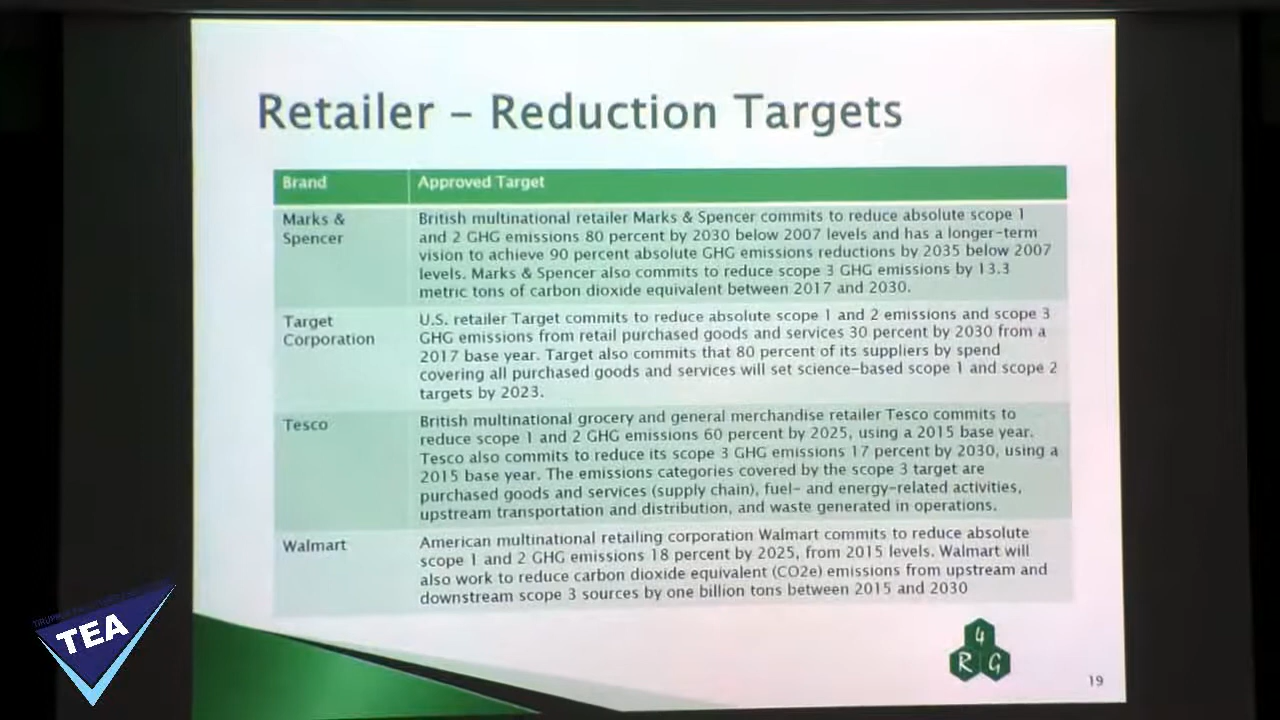 Retailer – Reduction Targets
Brand
Approved Target
Marks &
Spencer
British multinational retailer Marks & Spencer commits to reduce absolute scope 1
and 2 GHG emissions 80 percent by 2030 below 2007 levels and has a longer-term
vision to achieve 90 percent absolute GHG emissions reductions by 2035 below 2007
levels. Marks & Spencer also commits to reduce scope 3 GHG emissions by 13.3
metric tons of carbon dioxide equivalent between 2017 and 2030.
Target
Corporation
U.S. retailer Target commits to reduce absolute scope 1 and 2 emissions and scope 3
GHG emissions from retail purchased goods and services 30 percent by 2030 from a
2017 base year. Target also commits that 80 percent of its suppliers by spend
covering all purchased goods and services will set science-based scope 1 and scope 2
targets by 2023.
Tesco
British multinational grocery and general merchandise retailer Tesco commits to
reduce scope 1 and 2 GHG emissions 60 percent by 2025, using a 2015 base year.
Tesco also commits to reduce its scope 3 GHG emissions 17 percent by 2030, using a
2015 base year. The emissions categories covered by the scope 3 target are
purchased goods and services (supply chain), fuel- and energy-related activities,
upstream transportation and distribution, and waste generated in operations.
Walmart
American multinational retailing corporation Walmart commits to reduce absolute
scope 1 and 2 GHG emissions 18 percent by 2025, from 2015 levels. Walmart will
also work to reduce carbon dioxide equivalent (CO2e) emissions from upstream and
downstream scope 3 sources by one billion tons between 2015 and 2030
4
R G
19
TEA